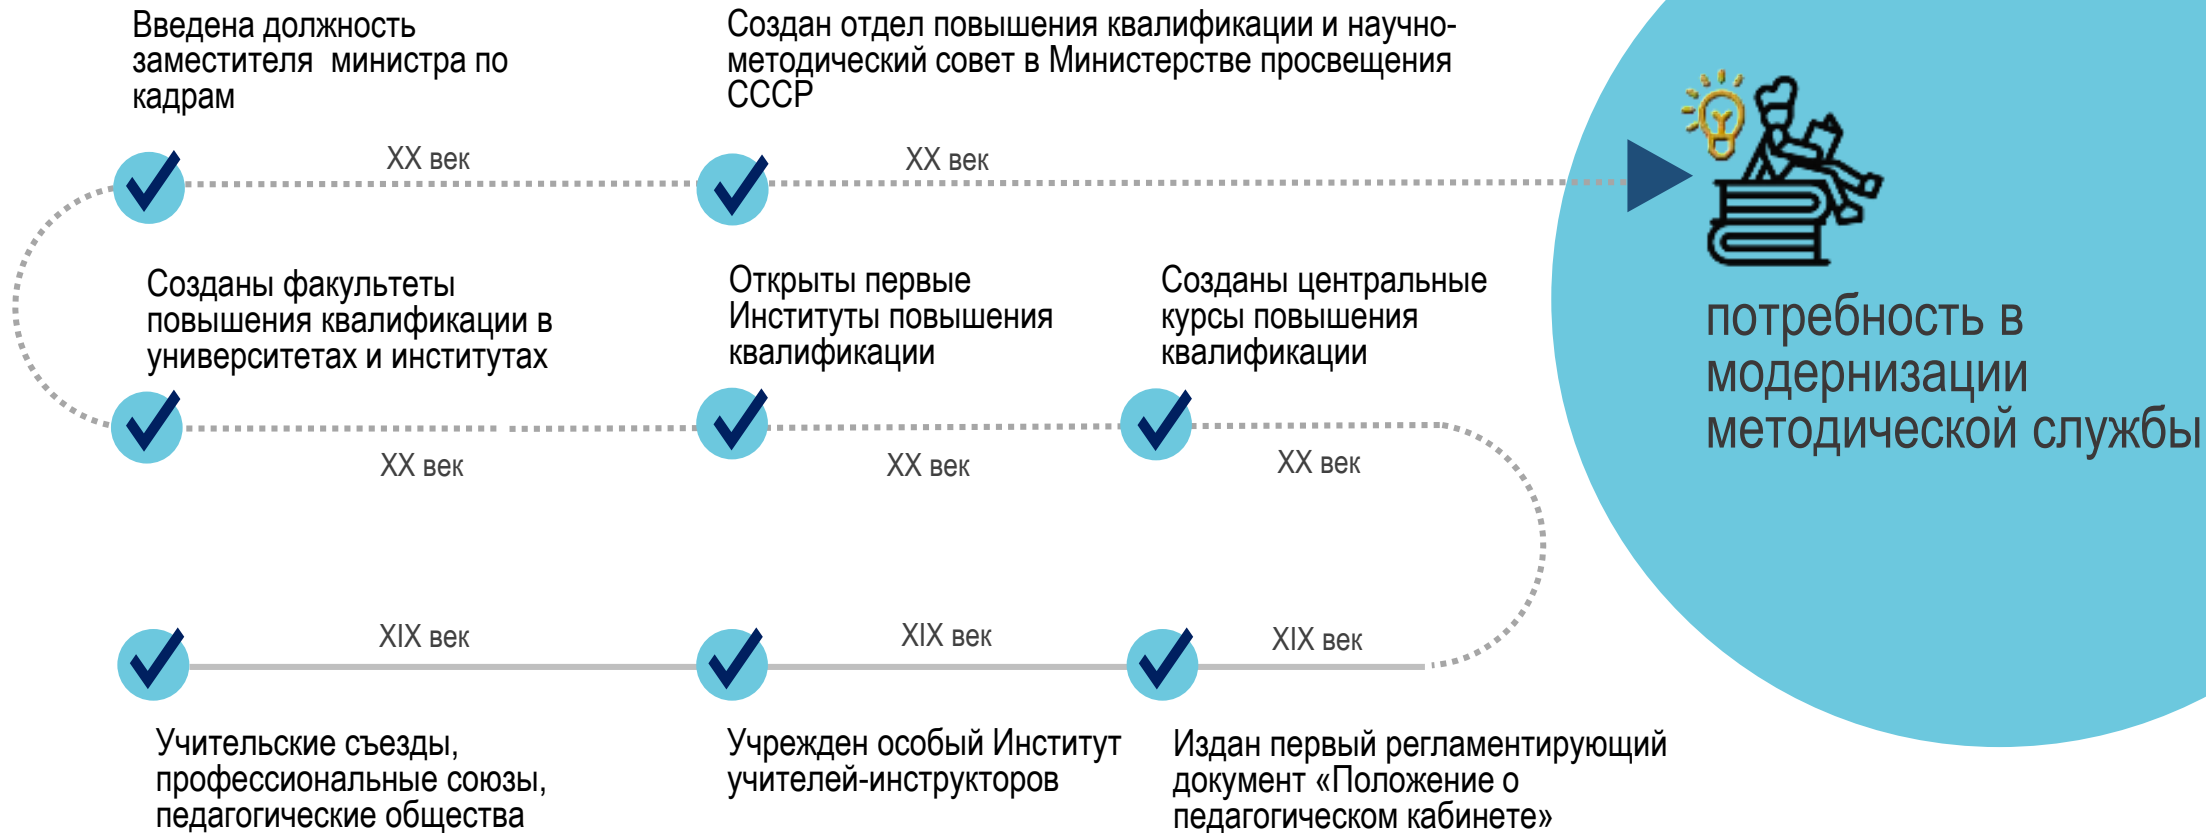 Введена должность
заместителя министра по
кадрам
Создан отдел повышения квалификации и научно-
методический совет в Министерстве просвещения
СССР
XX век
XX век
Созданы факультеты
повышения квалификации в
университетах и институтах
Открыты первые
Институты повышения
квалификации
Созданы центральные
курсы повышения
квалификации
потребность в
модернизации
методической службы
XX век
XX век
XX век
XIX век
XIX век
XIX век
Учительские съезды,
профессиональные союзы,
педагогические общества
Учрежден особый Институт
учителей-инструкторов
Издан первый регламентирующий
документ «Положение о
педагогическом кабинете»